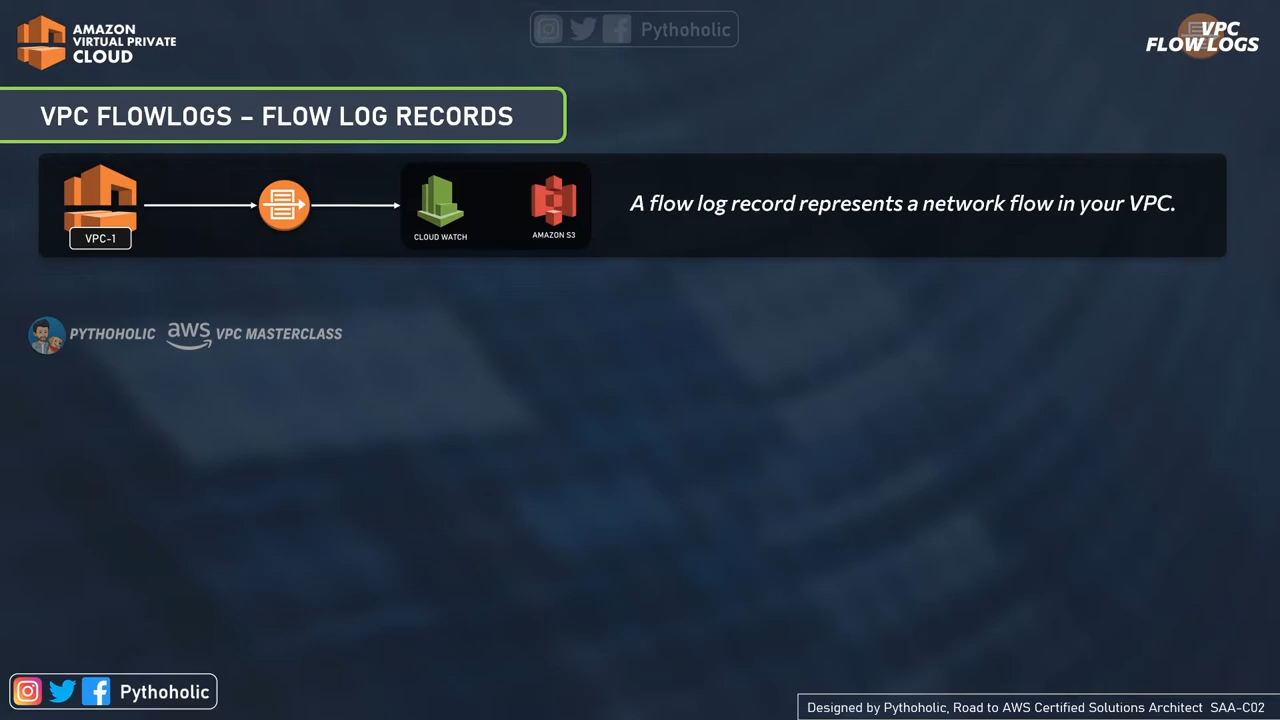 AMAZON
VIRTUAL PRIVATE
CLOUD
Pythoholic
VPC
FLOW LOGS
VPC FLOWLOGS – FLOW LOG RECORDS
VPC-1
CLOUD WATCH
AMAZON S3
A flow log record represents a network flow in your VPC.
PYTHOHOLIC aws VPC MASTERCLASS
Pythoholic
Designed by Pythoholic, Road to AWS Certified Solutions Architect SAA-C02